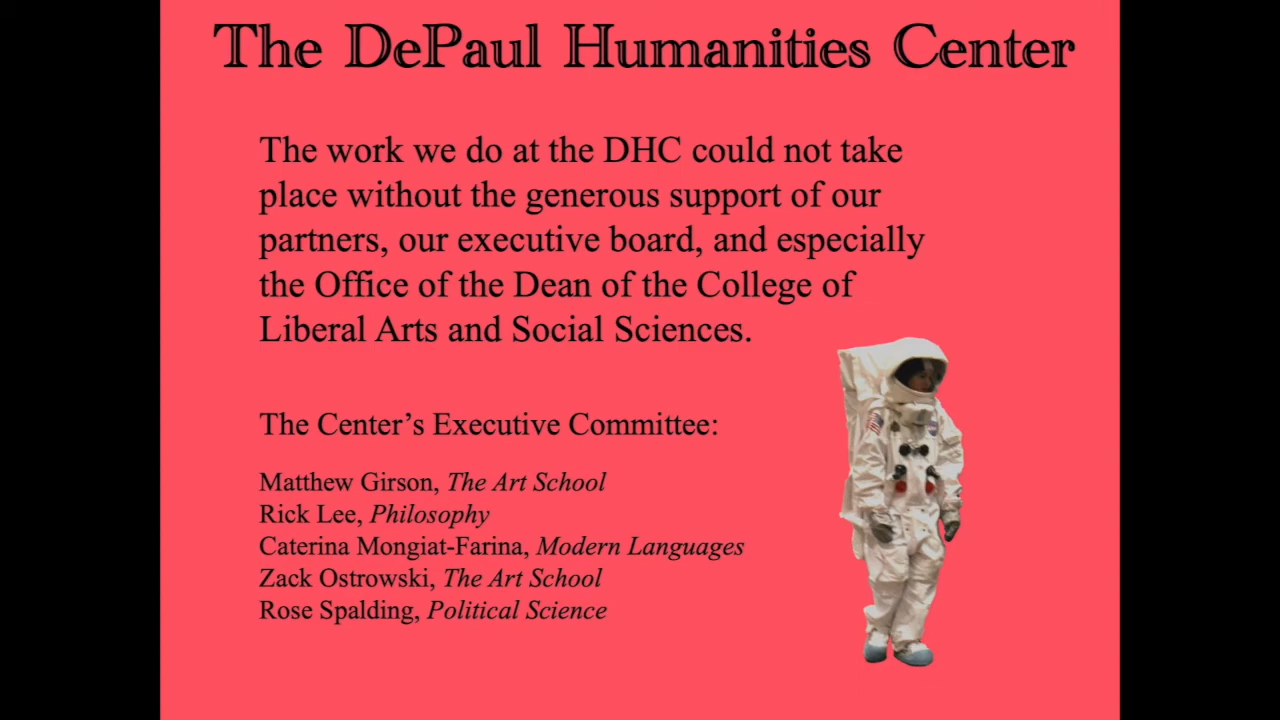 The DePaul Humanities Center
The work we do at the DHC could not take
place without the generous support of our
partners, our executive board, and especially
the Office of the Dean of the College of
Liberal Arts and Social Sciences.
The Center’s Executive Committee:
Matthew Girson, The Art School
Rick Lee, Philosophy
Caterina Mongiat-Farina, Modern Languages
Zack Ostrowski, The Art School
Rose Spalding, Political Science